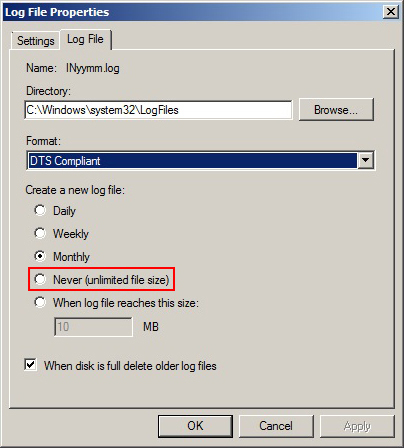 Log File Properties
Settings
Log File
Name: INyymm.log
Directory:
C:\Windows\system32\LogFiles
Browse...
Format:
DTS Compliant
Create a new log file:
Daily
Weekly
Monthly
Never (unlimited file size)
When log file reaches this size:
10 MB
When disk is full delete older log files
OK
Cancel
Apply